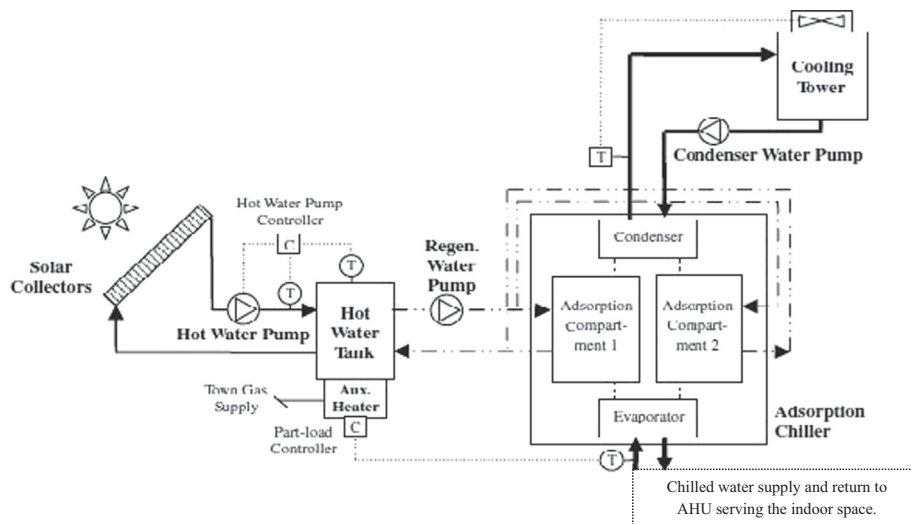 Cooling
Tower
T
Condenser Water Pump
Hot Water Pump
Controller
C
T
T
Solar
Collectors
Hot Water Pump
Hot
Water
Tank
Regen.
Water
Pump
Condenser
Adsorption
Compart-
ment 1
Adsorption
Compart-
ment 2
Town Gas
Supply
Aux.
Heater
Part-load
Controller
C
Evaporator
Adsorption
Chiller
T
Chilled water supply and return to
AHU serving the indoor space.